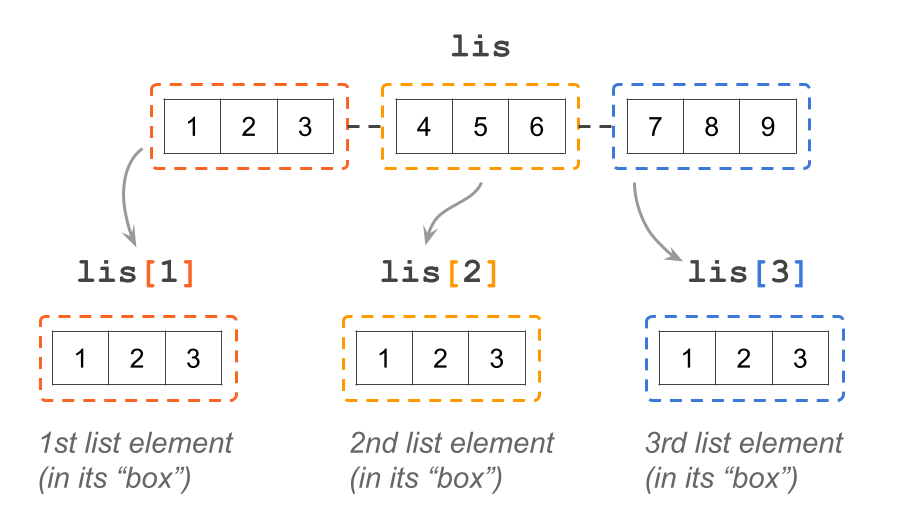 lis
1 2 3 4 5 6 7 8 9
lis[1] lis[2] lis[3]
1 2 3 1 2 3 1 2 3
1st list element 2nd list element 3rd list element
(in its “box”) (in its “box”) (in its “box”)